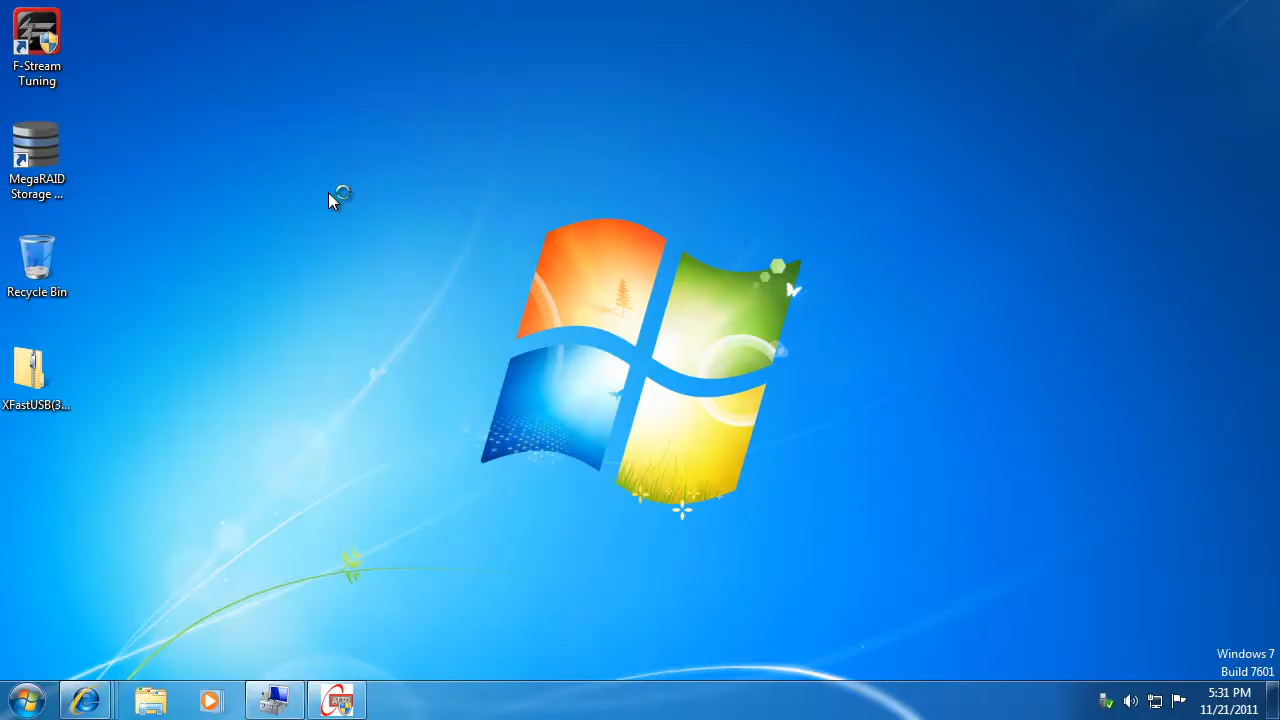 F-Stream
Tuning
MegaRAID
Storage ...
Recycle Bin
XFastUSB(3...
Windows 7
Build 7601
5:31 PM
11/21/2011